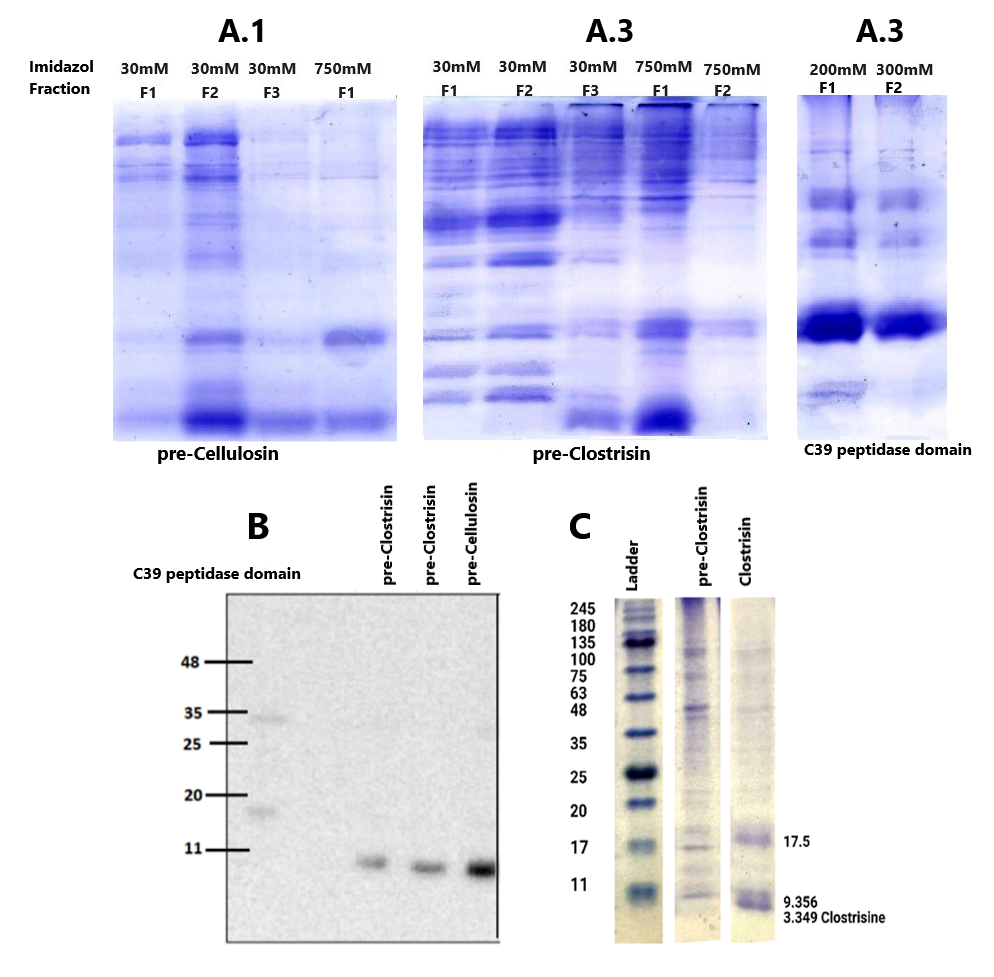 A.1
A.3
A.3
Imidazol 30mM 30mM 30mM 750mM 30mM 30mM 30mM 750mM 750mM 200mM 300mM
Fraction F1 F2 F3 F1 F1 F2 F3 F1 F2 F1 F2
pre-Cellulosin
pre-Clostrisin
C39 peptidase domain
B
C39 peptidase domain
pre-Clostrisin
pre-Clostrisin
pre-Cellulosin
48
35
25
20
11
C
Ladder
pre-Clostrisin
Clostrisin
245
180
135
100
75
63
48
35
25
20
17
11
17.5
9.356
3.349 Clostrisine